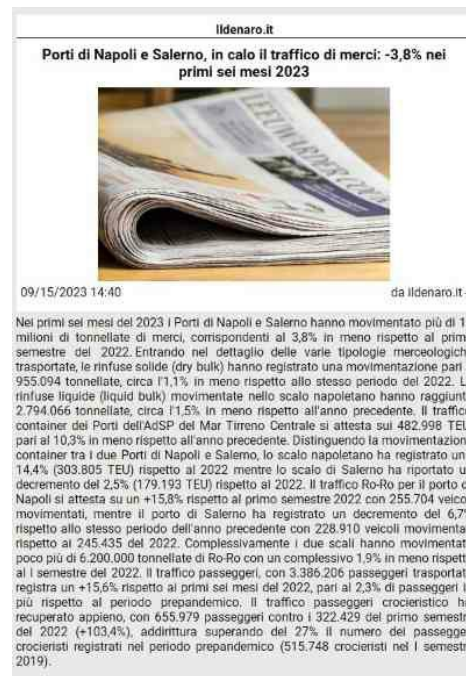 Ildenaro.it
Porti di Napoli e Salerno, in calo il traffico di merci: -3,8% nei
primi sei mesi 2023
LEEUWARDER COU
09/15/2023 14:40 da ildenaro.it
Nei primi sei mesi del 2023 i Porti di Napoli e Salerno hanno movimentato più di 1
milioni di tonnellate di merci, corrispondenti al 3,8% in meno rispetto al prim
semestre del 2022. Entrando nel dettaglio delle varie tipologie merceologich
trasportate, le rinfuse solide (dry bulk) hanno registrato una movimentazione pari
955.094 tonnellate, circa l'1,1% in meno rispetto allo stesso periodo del 2022. L
rinfuse liquide (liquid bulk) movimentate nello scalo napoletano hanno raggiunt
2.794.066 tonnellate, circa l'1,5% in meno rispetto all'anno precedente. Il traffic
container dei Porti dell'AdSP del Mar Tirreno Centrale si attesta sui 482.998 TEU
pari al 10,3% in meno rispetto all'anno precedente. Distinguendo la movimentazion
container tra i due Porti di Napoli e Salerno, lo scalo napoletano ha registrato un
14,4% (303.805 TEU) rispetto al 2022 mentre lo scalo di Salerno ha riportato u
decremento del 2,5% (179.193 TEU) rispetto al 2022. Il traffico Ro-Ro per il porto d
Napoli si attesta su un +15,8% rispetto al primo semestre 2022 con 255.704 veico
movimentati, mentre il porto di Salerno ha registrato un decremento del 6,7%
rispetto allo stesso periodo dell'anno precedente con 228.910 veicoli movimenta
rispetto ai 245.435 del 2022. Complessivamente i due scali hanno movimentat
poco più di 6.200.000 tonnellate di Ro-Ro con un complessivo 1,9% in meno rispett
al I semestre del 2022. Il traffico passeggeri, con 3.386.206 passeggeri trasportat
registra un +15,6% rispetto ai primi sei mesi del 2022, pari al 2,3% di passeggeri i
più rispetto al periodo prepandemico. Il traffico passeggeri crocieristico h
recuperato appieno, con 655.979 passeggeri contro i 322.429 del primo semestr
del 2022 (+103,4%), addirittura superando del 27% il numero dei passegge
crocieristi registrati nel periodo prepandemico (515.748 crocieristi nel I semestr
2019).